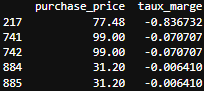 purchase_price taux_marge
217 77.48 -0.836732
741 99.00 -0.070707
742 99.00 -0.070707
884 31.20 -0.006410
885 31.20 -0.006410